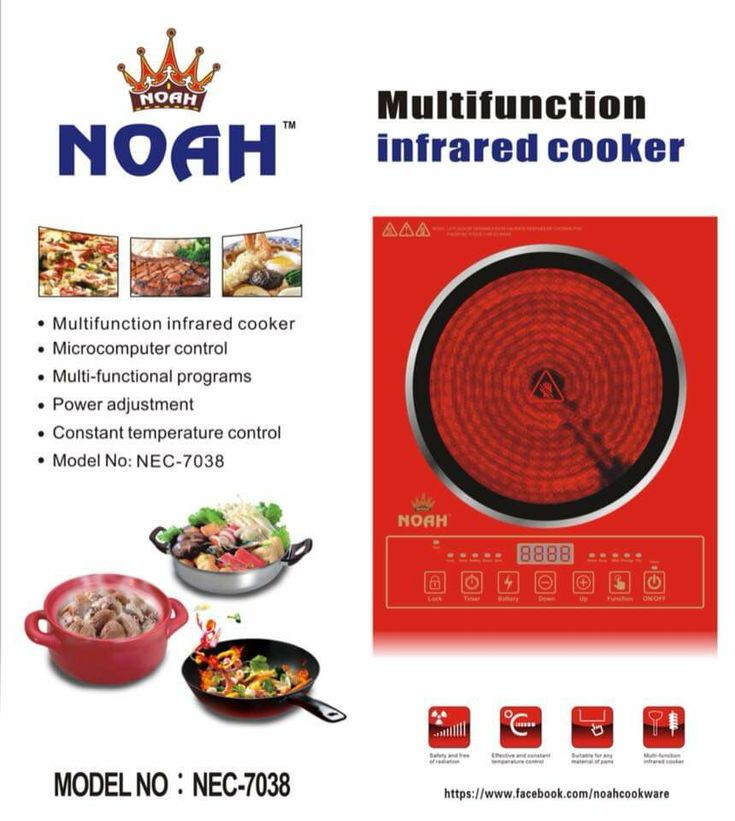 NOAH
NOAH™
Multifunction
infrared cooker
• Multifunction infrared cooker
• Microcomputer control
• Multi-functional programs
• Power adjustment
• Constant temperature control
• Model No: NEC-7038
NOAH
8888
Lock Timer Battery Down Up Function ON/OFF
Safety and free
of radiation
Effective and constant
temperature control
Suitable for any
material of pans
Multi-function
infrared cooker
MODEL NO : NEC-7038
https://www.facebook.com/noahcookware